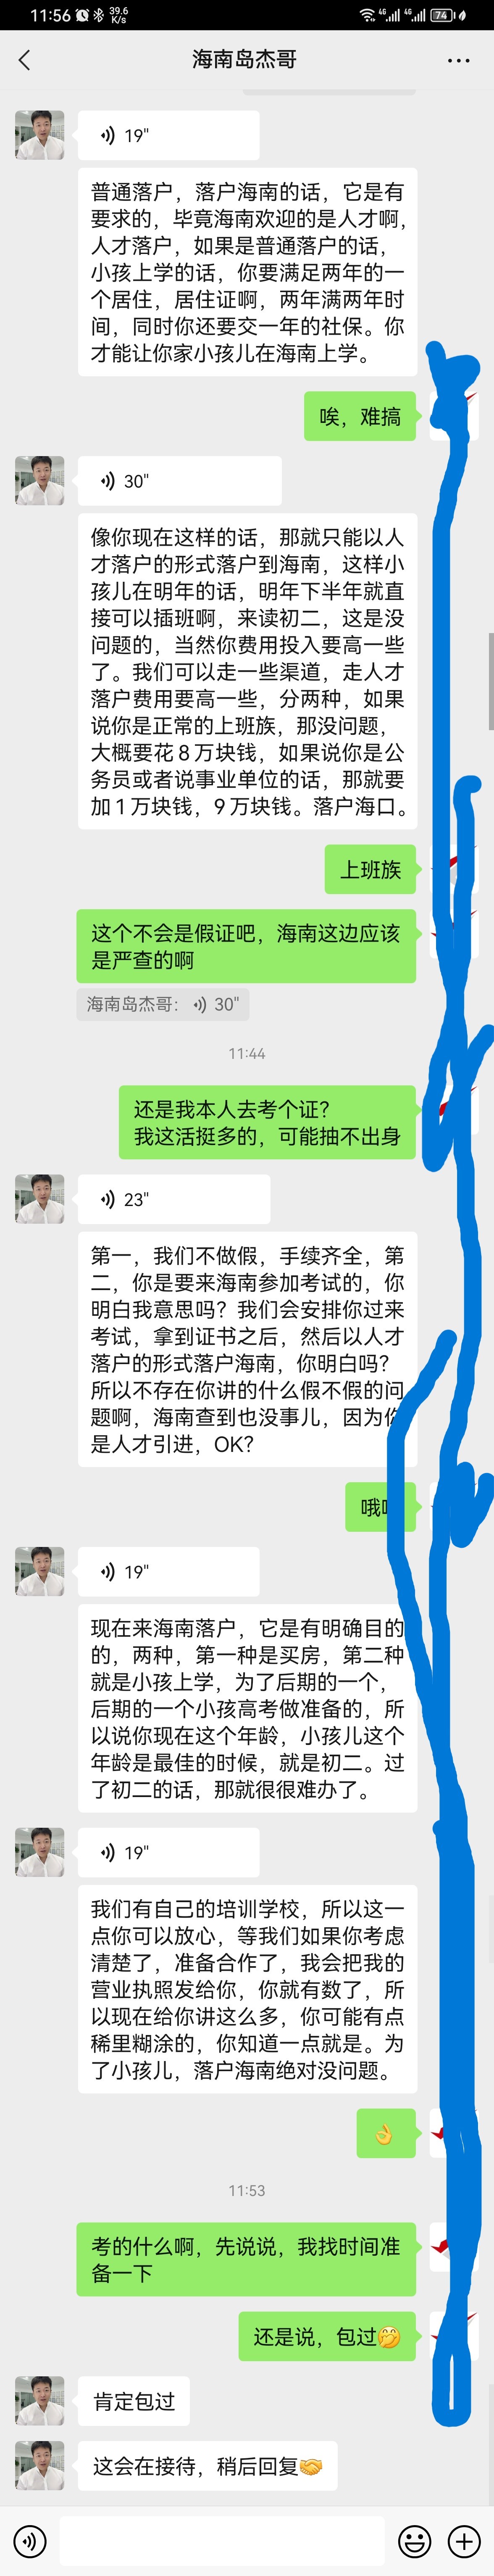 11:56
39.6
K/s
4G
4G
74
海南岛杰哥
19"
普通落户，落户海南的话，它是有
要求的，毕竟海南欢迎的是人才啊，
人才落户，如果是普通落户的话，
小孩上学的话，你要满足两年的一
个居住，居住证啊，两年满两年时
间，同时你还要交一年的社保。你
才能让你家小孩儿在海南上学。
唉，难搞
30"
像你现在这样的话，那就只能以人
才落户的形式落户到海南，这样小
孩儿在明年的话，明年下半年就直
接可以插班啊，来读初二，这是没
问题的，当然你费用投入要高一些
了。我们可以走一些渠道，走人才
落户费用要高一些，分两种，如果
说你是正常的上班族，那没问题，
大概要花8万块钱，如果说你是公
务员或者说事业单位的话，那就要
加1万块钱，9万块钱。落户海口。
上班族
这个不会是假证吧，海南这边应该
是严查的啊
海南岛杰哥： 30"
11:44
还是我本人去考个证？
我这活挺多的，可能抽不出身
23"
第一，我们不做假，手续齐全，第
二，你是要来海南参加考试的，你
明白我意思吗？我们会安排你过来
考试，拿到证书之后，然后以人才
落户的形式落户海南，你明白吗？
所以不存在你讲的什么假不假的问
题啊，海南查到也没事儿，因为你
是人才引进，OK？
哦
19"
现在来海南落户，它是有明确目的
的，两种，第一种是买房，第二种
就是小孩上学，为了后期的一个，
后期的一个小孩高考做准备的，所
以说你现在这个年龄，小孩儿这个
年龄是最佳的时候，就是初二。过
了初二的话，那就很很难办了。
19"
我们有自己的培训学校，所以这一
点你可以放心，等我们如果你考虑
清楚了，准备合作了，我会把我的
营业执照发给你，你就有数了，所
以现在给你讲这么多，你可能有点
稀里糊涂的，你知道一点就是。为
了小孩儿，落户海南绝对没问题。
👌
11:53
考的什么啊，先说说，我找时间准
备一下
还是说，包过🤭
肯定包过
这会在接待，稍后回复🤝